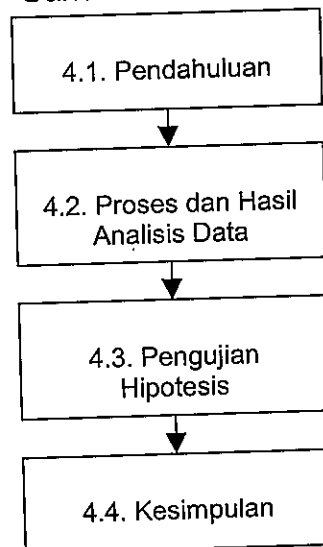 4.1. Pendahuluan
4.2. Proses dan Hasil
Analisis Data
4.3. Pengujian
Hipotesis
4.4. Kesimpulan